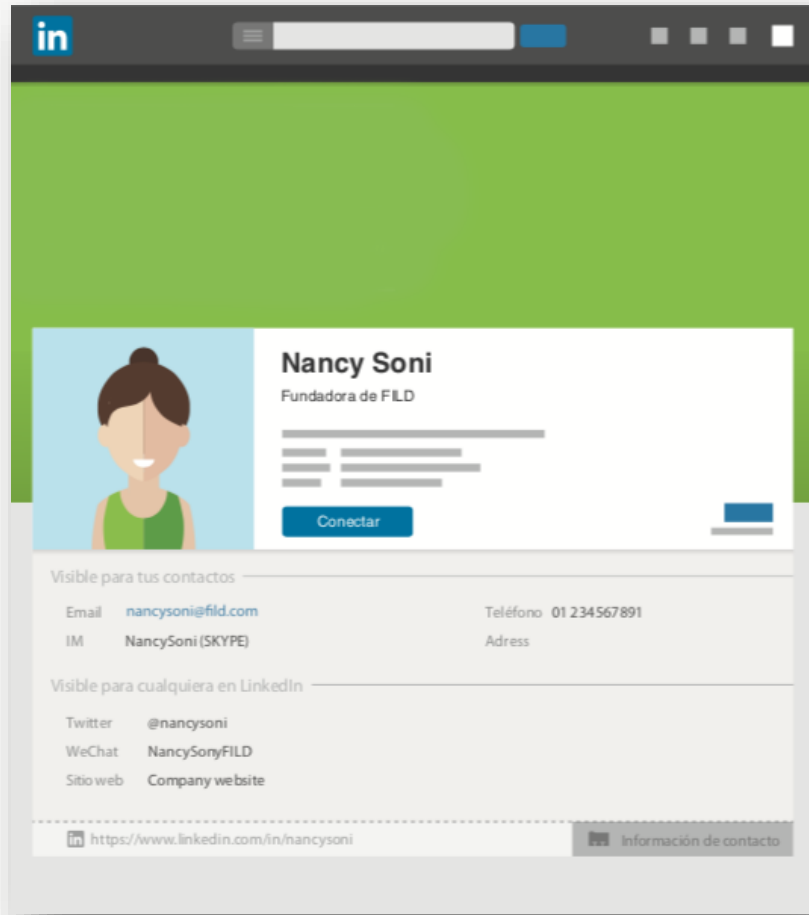 in
Nancy Soni
Fundadora de FILD
Conectar
Visible para tus contactos
Email nancysoni@fild.com Teléfono 01 234567891
IM NancySoni (SKYPE) Adress
Visible para cualquiera en LinkedIn
Twitter @nancysoni
WeChat NancySonyFILD
Sitio web Company website
in https://www.linkedin.com/in/nancysoni Información de contacto